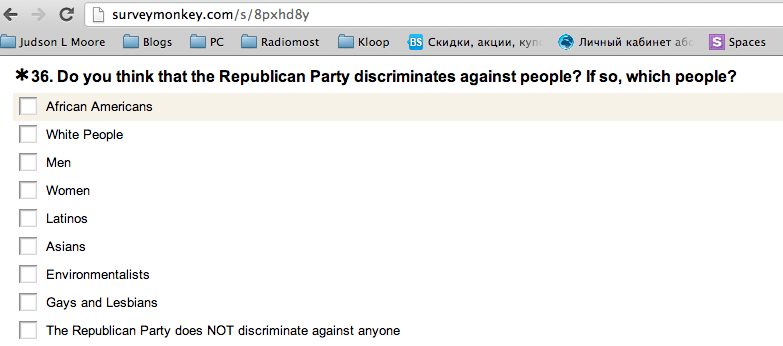 surveymonkey.com/s/8pxhd8y
Judson L Moore Blogs PC Radiomost Kloop BS Скидки, акции, куп Личный кабинет або S Spaces
*36. Do you think that the Republican Party discriminates against people? If so, which people?
African Americans
White People
Men
Women
Latinos
Asians
Environmentalists
Gays and Lesbians
The Republican Party does NOT discriminate against anyone